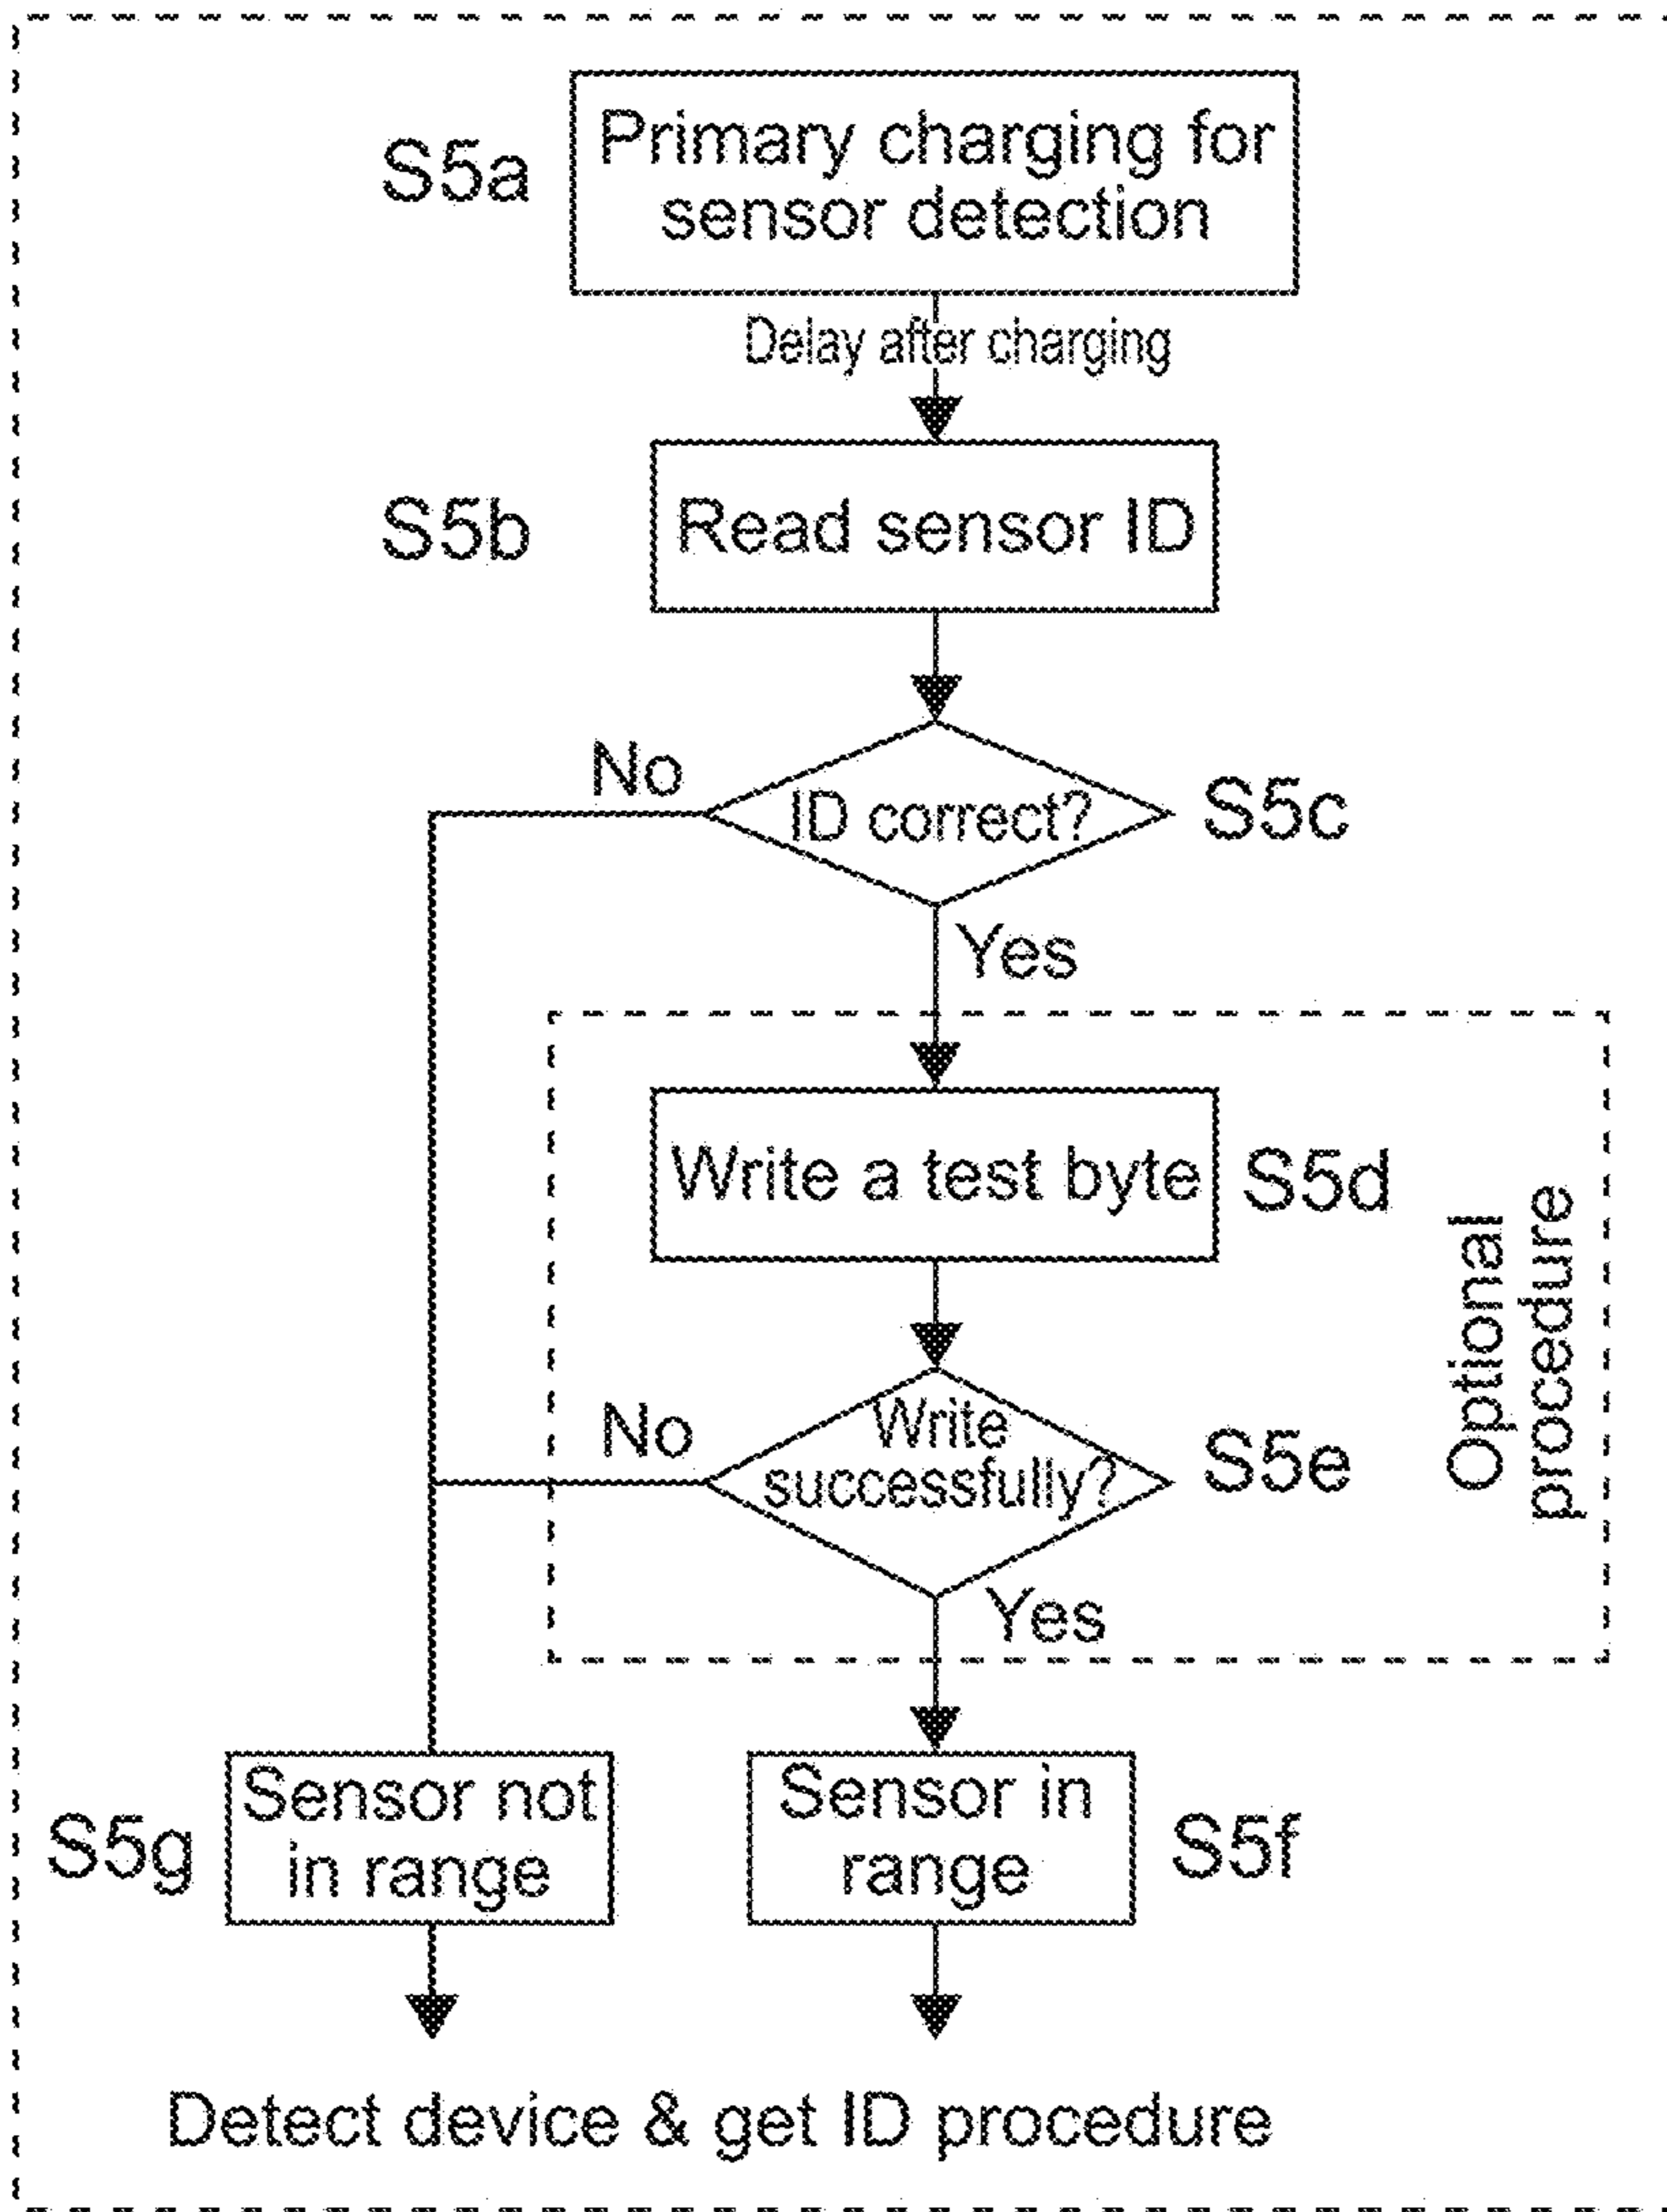 S5a
Primary charging for
sensor detection
Delay after charging
S5b
Read sensor ID
No
ID correct?
S5c
Yes
Write a test byte
S5d
Optional
procedure
No
Write
successfully?
S5e
Yes
S5g
Sensor not
in range
Sensor in
range
S5f
Detect device & get ID procedure